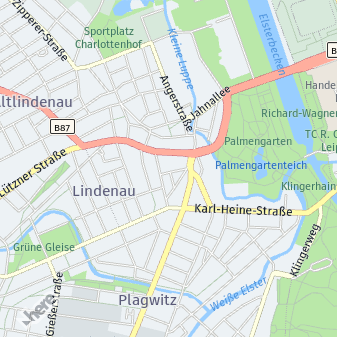 zipperer-Straße
Sportplatz
Charlottenhof
Kleine Luppe
Elsterbecken
B
Angerstraße
Jahnallee
Hande
Altlindenau
B87
Richard-Wagner
Palmengarten
TC R. C
Leip
Lützner Straße
Palmengartenteich
Klingerhain
Lindenau
Karl-Heine-Straße
Klingerweg
Grüne Gleise
Weiße Elster
Plagwitz
Gießerstraße
here